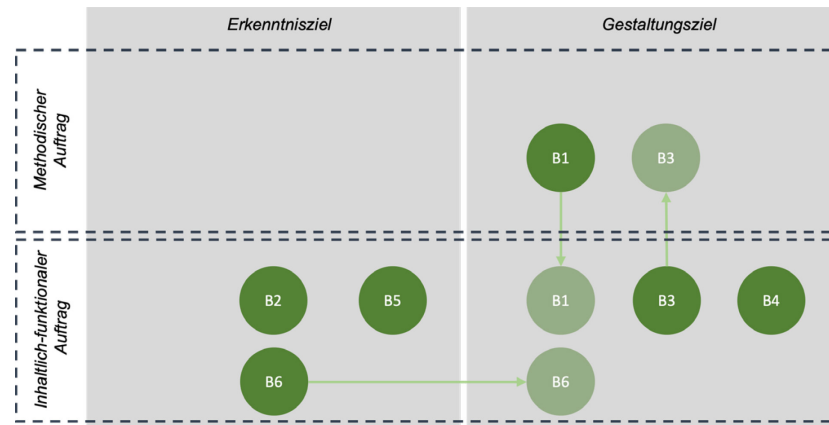 Erkenntnisziel
Gestaltungsziel
Methodischer
Auftrag
B1
B3
Inhaltlich-funktionaler
Auftrag
B2
B5
B1
B3
B4
B6
B6